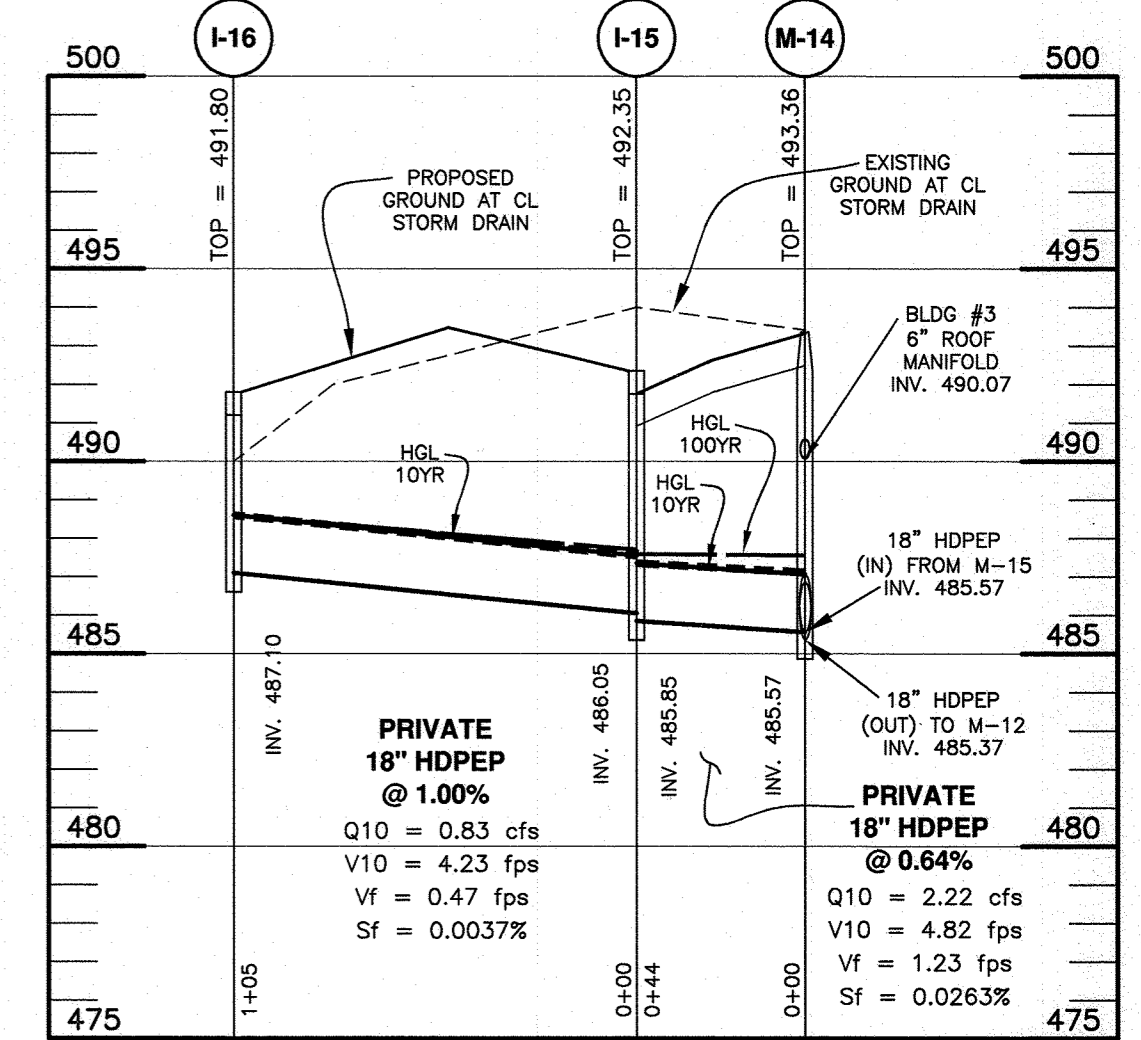 I-16
I-15
M-14
500
500
TOP = 491.80
TOP = 492.35
TOP = 493.36
PROPOSED
GROUND AT CL
STORM DRAIN
EXISTING
GROUND AT CL
STORM DRAIN
495
495
BLDG #3
6" ROOF
MANIFOLD
INV. 490.07
490
490
HGL
10YR
HGL
100YR
HGL
10YR
18" HDPEP
(IN) FROM M-15
INV. 485.57
485
485
INV. 487.10
INV. 486.05
INV. 485.85
INV. 485.57
18" HDPEP
(OUT) TO M-12
INV. 485.37
PRIVATE
18" HDPEP
@ 1.00%
Q10 = 0.83 cfs
V10 = 4.23 fps
Vf = 0.47 fps
Sf = 0.0037%
PRIVATE
18" HDPEP
@ 0.64%
Q10 = 2.22 cfs
V10 = 4.82 fps
Vf = 1.23 fps
Sf = 0.0263%
480
480
1+05
0+00
0+44
0+00
475
475